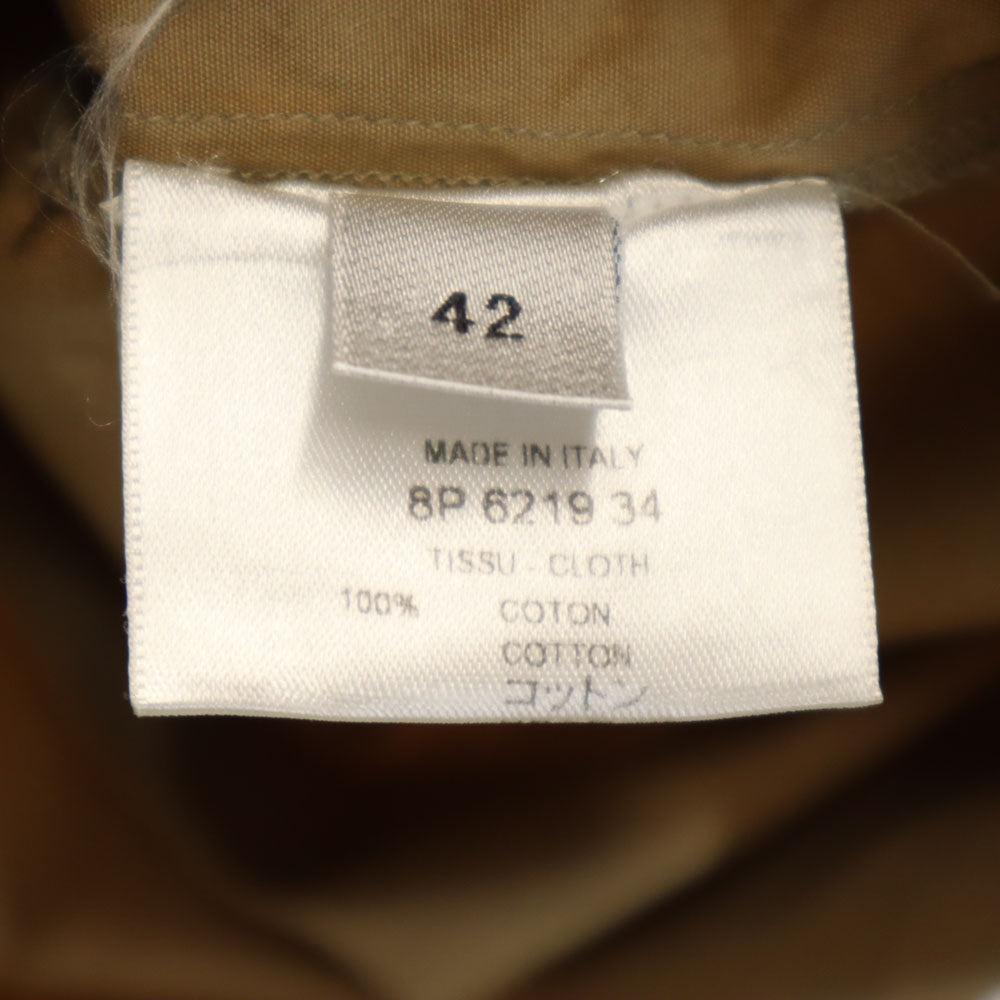 42
MADE IN ITALY
8P 6219 34
TISSU - CLOTH
100% COTON
COTTON
コットン